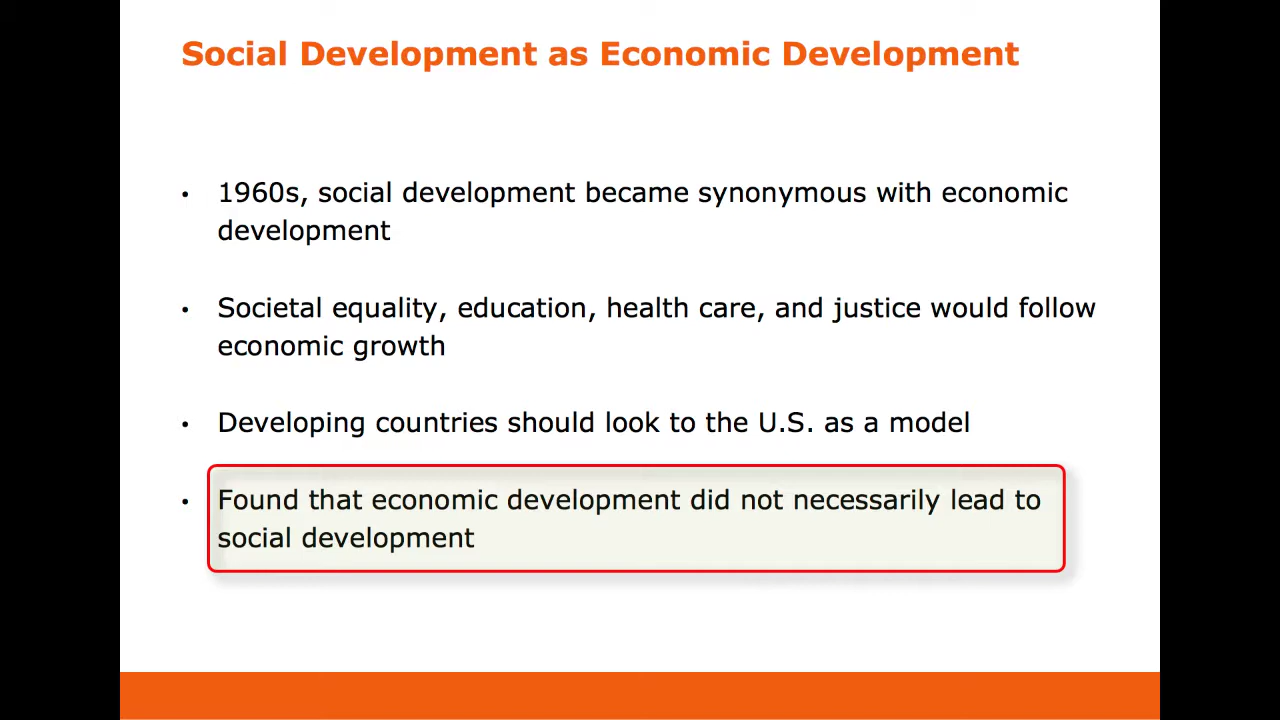 Social Development as Economic Development
• 1960s, social development became synonymous with economic
development
• Societal equality, education, health care, and justice would follow
economic growth
• Developing countries should look to the U.S. as a model
• Found that economic development did not necessarily lead to
social development